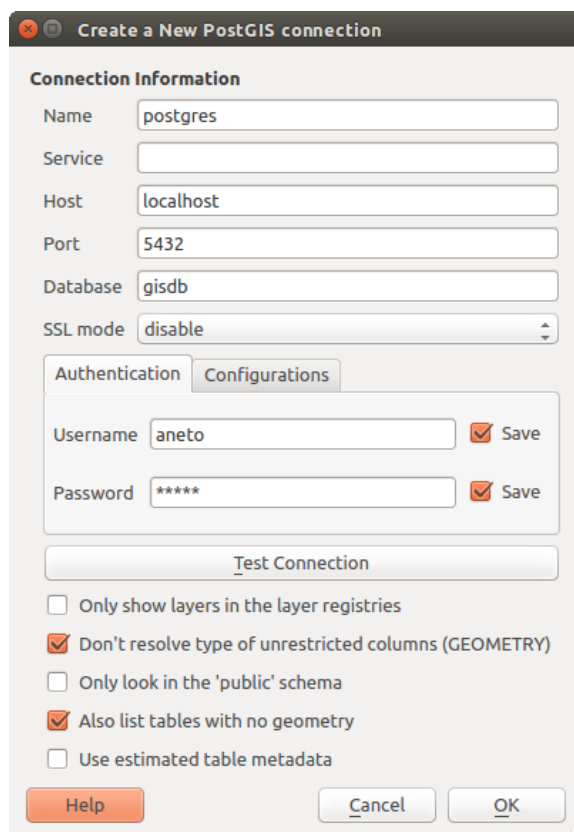 Create a New PostGIS connection
Connection Information
Name postgres
Service
Host localhost
Port 5432
Database gisdb
SSL mode disable
Authentication Configurations
Username aneto Save
Password ***** Save
Test Connection
Only show layers in the layer registries
Don't resolve type of unrestricted columns (GEOMETRY)
Only look in the 'public' schema
Also list tables with no geometry
Use estimated table metadata
Help Cancel OK